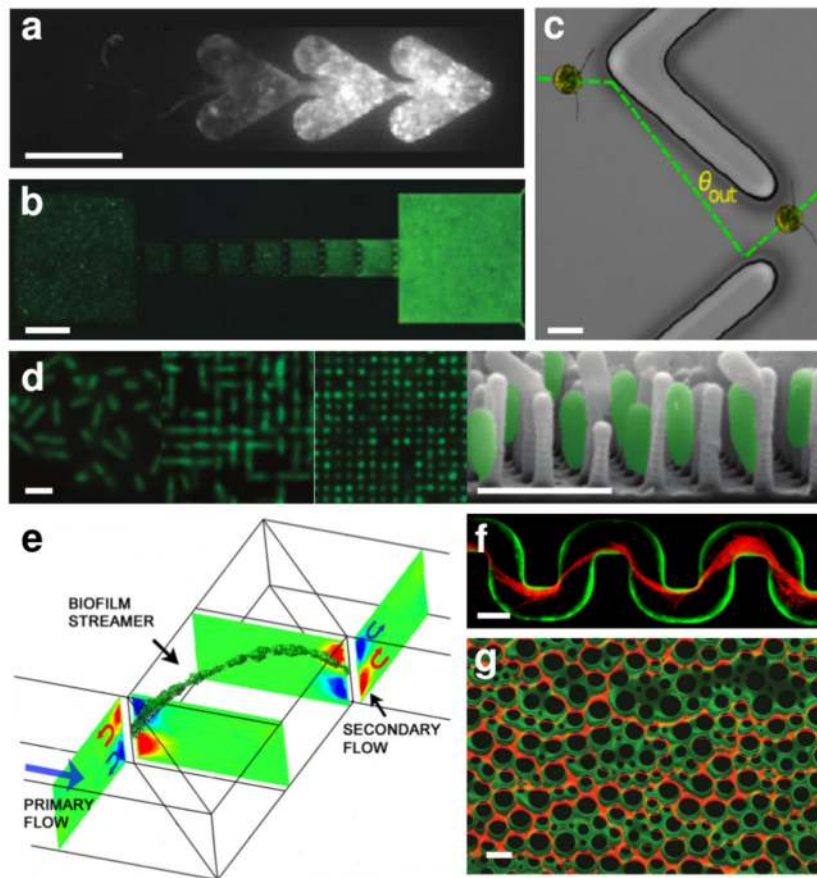 a
c
θout
b
d
e
BIOFILM
STREAMER
SECONDARY
FLOW
PRIMARY
FLOW
f
g